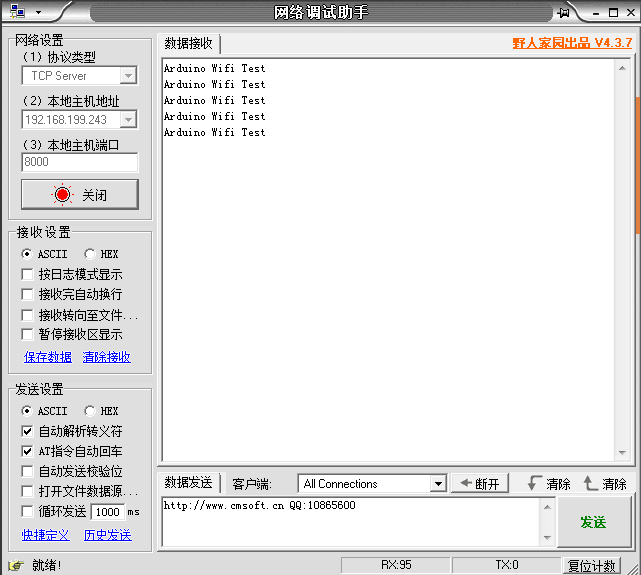 网络调试助手
网络设置
（1）协议类型
TCP Server
（2）本地主机地址
192.168.199.243
（3）本地主机端口
8000
关闭
接收设置
ASCII HEX
按日志模式显示
接收完自动换行
接收转向至文件...
暂停接收区显示
保存数据 清除接收
发送设置
ASCII HEX
自动解析转义符
AT指令自动回车
自动发送校验位
打开文件数据源...
循环发送 1000 ms
快捷定义 历史发送
数据接收 野人家园出品 V4.3.7
Arduino Wifi Test
Arduino Wifi Test
Arduino Wifi Test
Arduino Wifi Test
Arduino Wifi Test
数据发送 客户端: All Connections 断开 清除 清除
http://www.cmsoft.cn QQ:10865600
发送
就绪! RX:95 TX:0 复位计数